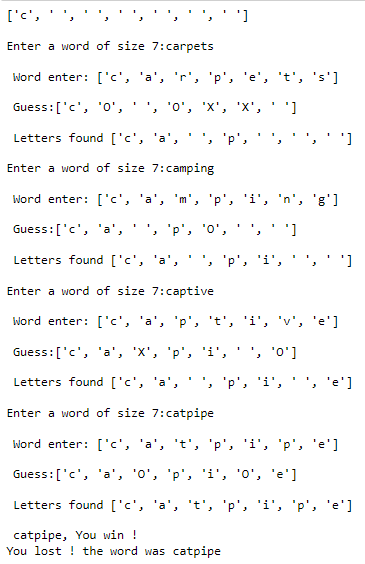 ['c', ' ', ' ', ' ', ' ', ' ', ' ']
Enter a word of size 7:carpets
Word enter: ['c', 'a', 'r', 'p', 'e', 't', 's']
Guess:['c', 'O', ' ', 'O', 'X', 'X', ' ']
Letters found ['c', 'a', ' ', 'p', ' ', ' ', ' ']
Enter a word of size 7:camping
Word enter: ['c', 'a', 'm', 'p', 'i', 'n', 'g']
Guess:['c', 'a', ' ', 'p', 'O', ' ', ' ']
Letters found ['c', 'a', ' ', 'p', 'i', ' ', ' ']
Enter a word of size 7:captive
Word enter: ['c', 'a', 'p', 't', 'i', 'v', 'e']
Guess:['c', 'a', 'X', 'p', 'i', ' ', 'O']
Letters found ['c', 'a', ' ', 'p', 'i', ' ', 'e']
Enter a word of size 7:catpipe
Word enter: ['c', 'a', 't', 'p', 'i', 'p', 'e']
Guess:['c', 'a', 'O', 'p', 'i', 'O', 'e']
Letters found ['c', 'a', 't', 'p', 'i', 'p', 'e']
catpipe, You win !
You lost ! the word was catpipe